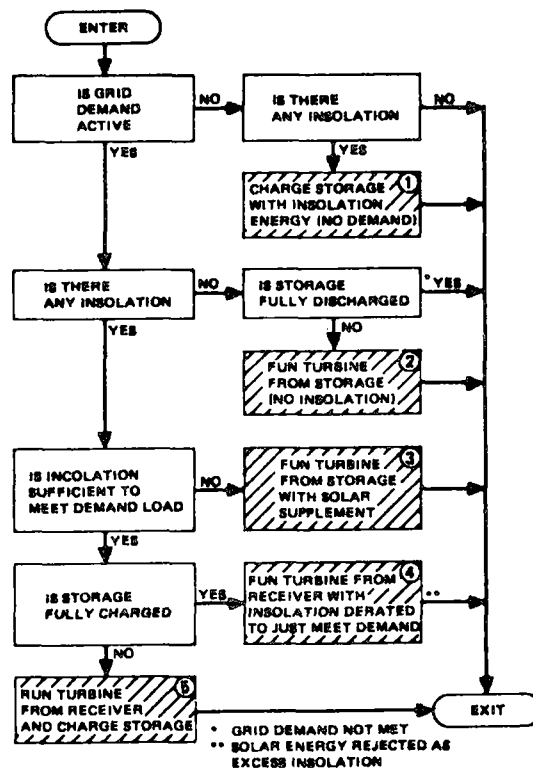 ENTER
IS GRID
DEMAND
ACTIVE
NO
IS THERE
ANY INSOLATION
NO
YES
YES
1
CHARGE STORAGE
WITH INSOLATION
ENERGY (NO DEMAND)
IS THERE
ANY INSOLATION
NO
IS STORAGE
FULLY DISCHARGED
*YES
YES
NO
2
FUN TURBINE
FROM STORAGE
(NO INSOLATION)
IS INCOLATION
SUFFICIENT TO
MEET DEMAND LOAD
NO
3
FUN TURBINE
FROM STORAGE
WITH SOLAR
SUPPLEMENT
YES
IS STORAGE
FULLY CHARGED
YES
4
FUN TURBINE FROM
RECEIVER WITH
INSOLATION DERATED
TO JUST MEET DEMAND
**
NO
5
RUN TURBINE
FROM RECEIVER
AND CHARGE STORAGE
EXIT
* GRID DEMAND NOT MET
** SOLAR ENERGY REJECTED AS
EXCESS INSOLATION